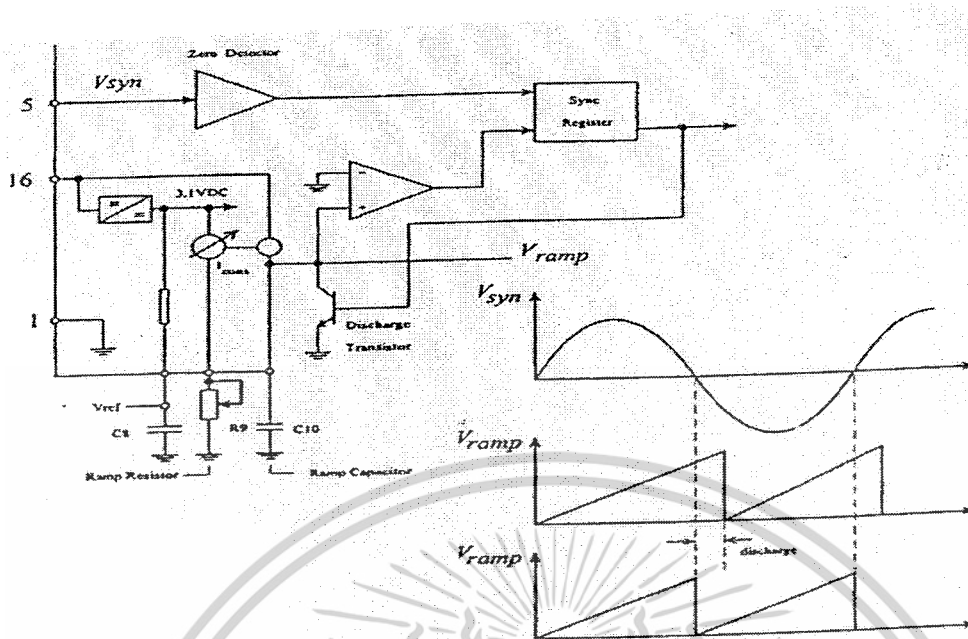 Zero Detector
Vsyn
5
Sync
Register
16
3.1VDC
Vramp
Vsyn
1
Discharge
Transistor
Vref
C8
R9
C10
Ramp Resistor
Ramp Capacitor
Vramp
discharge
Vramp